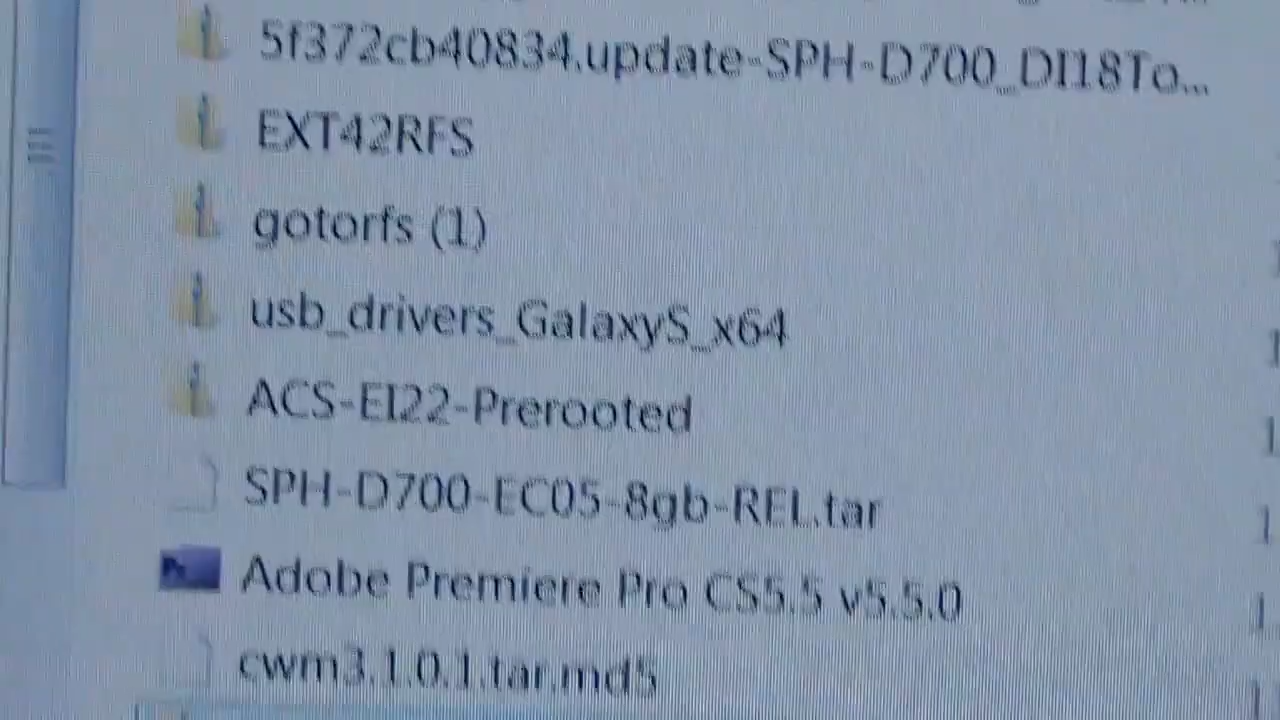 5f372cb40834.update-SPH-D700_DI18To...
EXT42RFS
gotorfs (1)
usb_drivers_GalaxyS_x64
ACS-EI22-Prerooted
SPH-D700-EC05-8gb-REL.tar
Adobe Premiere Pro CS5.5 v5.5.0
cwm3.1.0.1.tar.md5